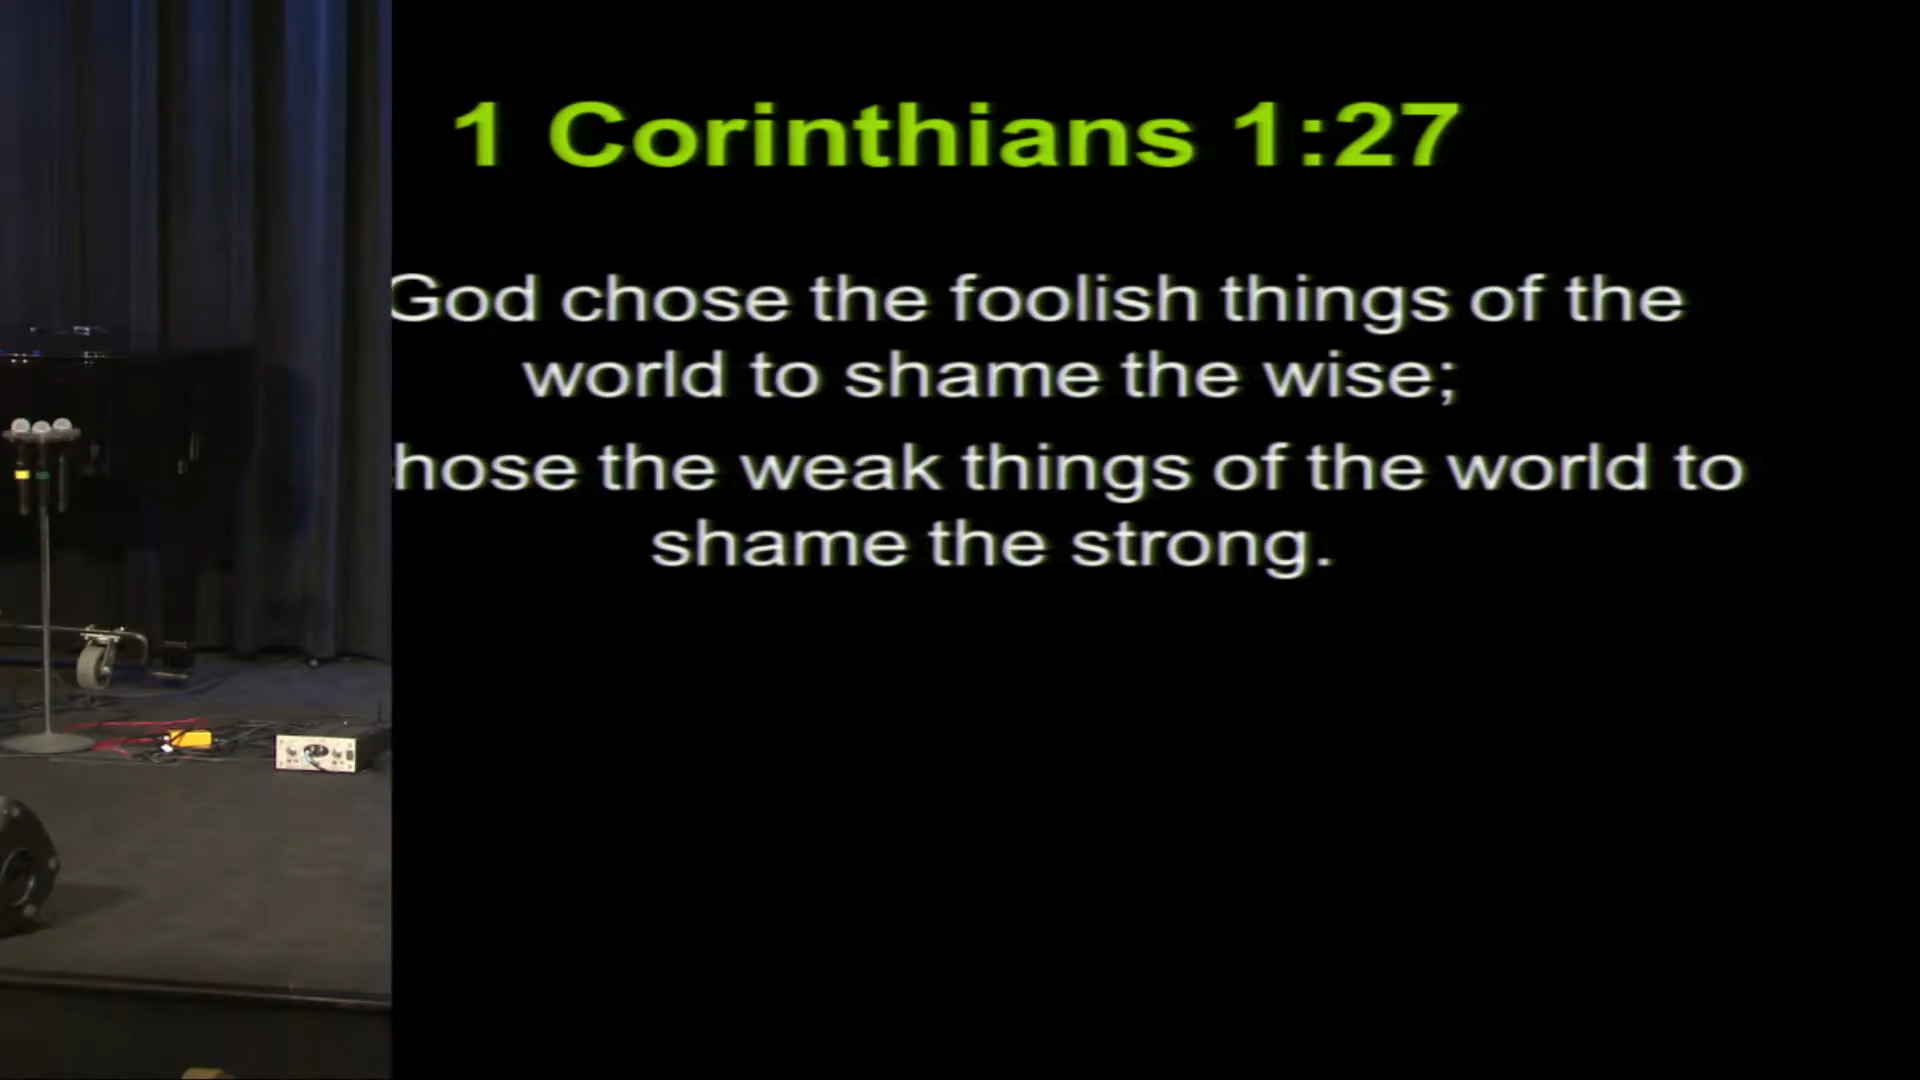 1 Corinthians 1:27
God chose the foolish things of the
world to shame the wise;
hose the weak things of the world to
shame the strong.